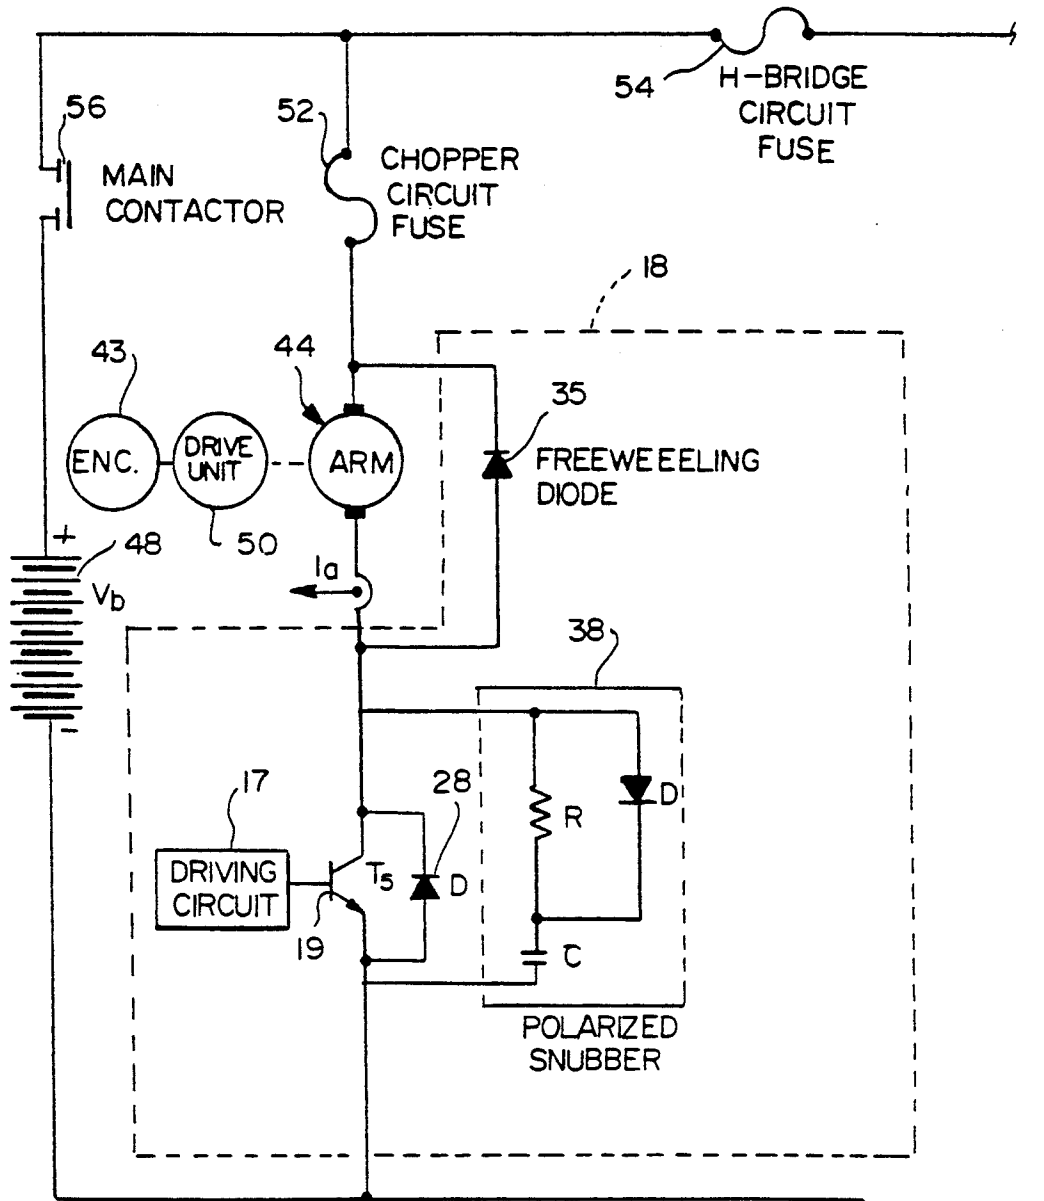 54
H-BRIDGE
CIRCUIT
FUSE
56
MAIN
CONTACTOR
52
CHOPPER
CIRCUIT
FUSE
18
43
44
35
ENC.
DRIVE
UNIT
ARM
FREEWEEELING
DIODE
50
+
48
Vb
Ia
-
38
17
28
DRIVING
CIRCUIT
T5
D
R
D
19
C
POLARIZED
SNUBBER